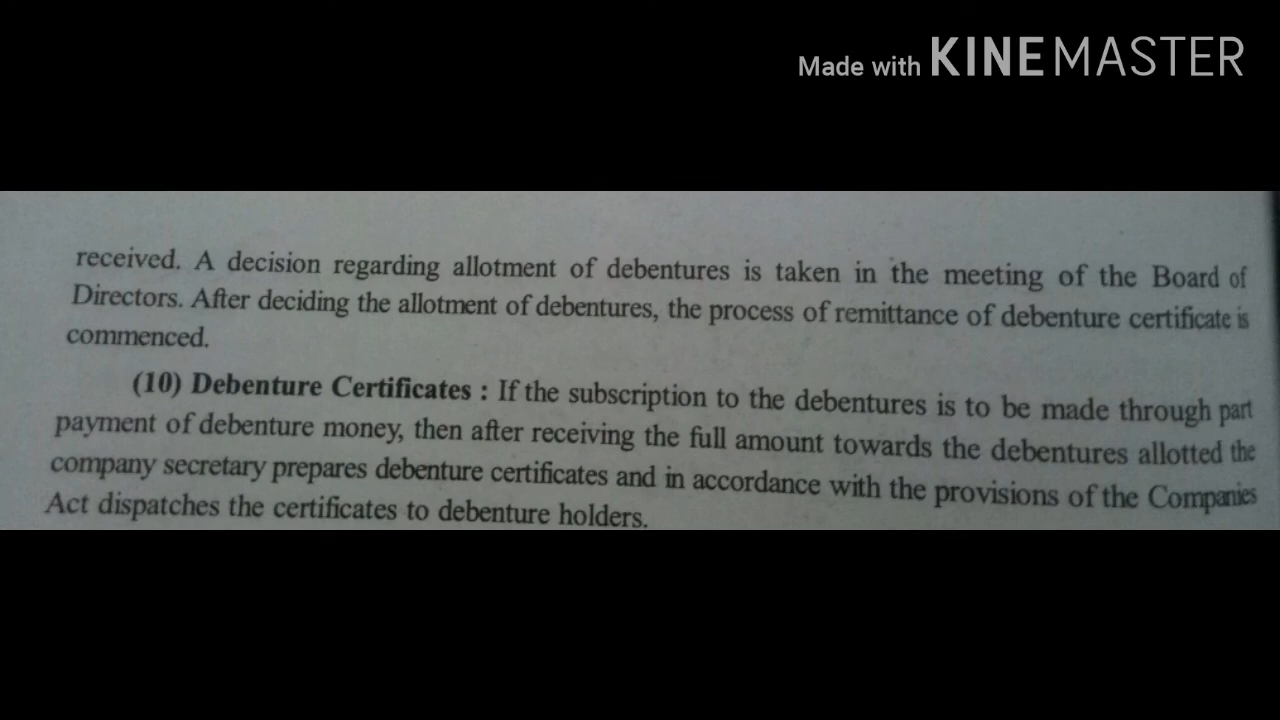 Made with KINEMASTER
received. A decision regarding allotment of debentures is taken in the meeting of the Board of
Directors. After deciding the allotment of debentures, the process of remittance of debenture certificate is
commenced.
(10) Debenture Certificates : If the subscription to the debentures is to be made through part
payment of debenture money, then after receiving the full amount towards the debentures allotted the
company secretary prepares debenture certificates and in accordance with the provisions of the Companies
Act dispatches the certificates to debenture holders.